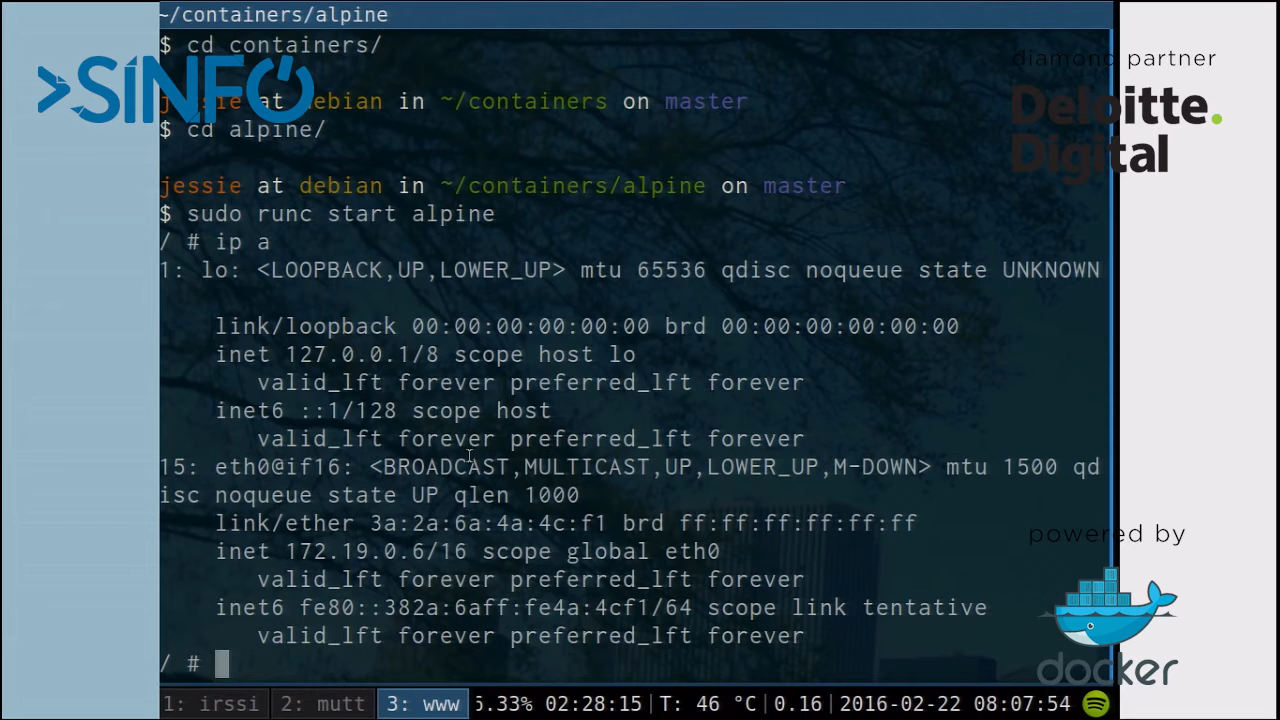 ~/containers/alpine
$ cd containers/
jessie at debian in ~/containers on master
$ cd alpine/
jessie at debian in ~/containers/alpine on master
$ sudo runc start alpine
/ # ip a
1: lo: <LOOPBACK,UP,LOWER_UP> mtu 65536 qdisc noqueue state UNKNOWN
link/loopback 00:00:00:00:00:00 brd 00:00:00:00:00:00
inet 127.0.0.1/8 scope host lo
valid_lft forever preferred_lft forever
inet6 ::1/128 scope host
valid_lft forever preferred_lft forever
15: eth0@if16: <BROADCAST,MULTICAST,UP,LOWER_UP,M-DOWN> mtu 1500 qd
isc noqueue state UP qlen 1000
link/ether 3a:2a:6a:4a:4c:f1 brd ff:ff:ff:ff:ff:ff
inet 172.19.0.6/16 scope global eth0
valid_lft forever preferred_lft forever
inet6 fe80::382a:6aff:fe4a:4cf1/64 scope link tentative
valid_lft forever preferred_lft forever
/ #
1: irssi 2: mutt 3: www 5.33% 02:28:15 | T: 46 °C | 0.16 | 2016-02-22 08:07:54
>SINFO
diamond partner
Deloitte.
Digital
powered by
docker